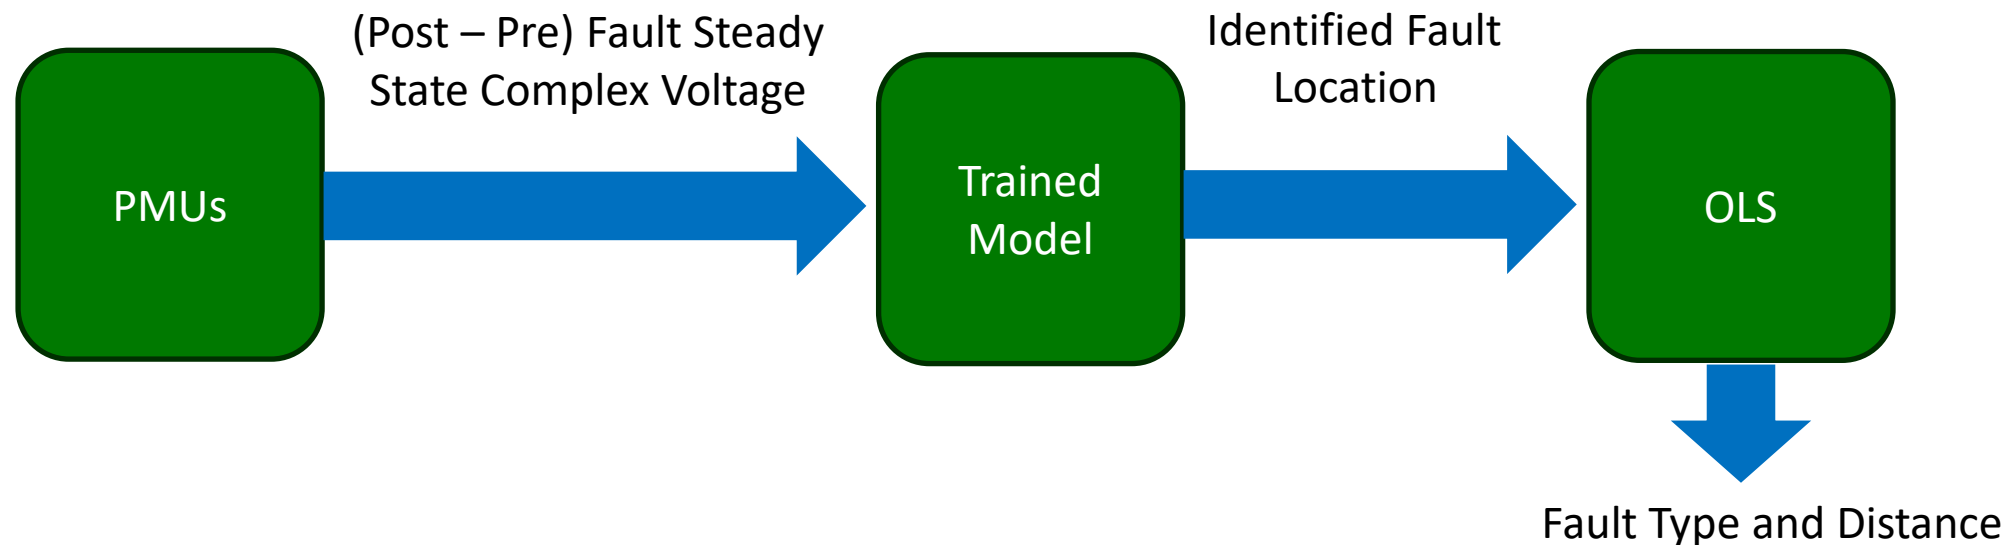 PMUs
(Post – Pre) Fault Steady
State Complex Voltage
Trained
Model
Identified Fault
Location
OLS
Fault Type and Distance